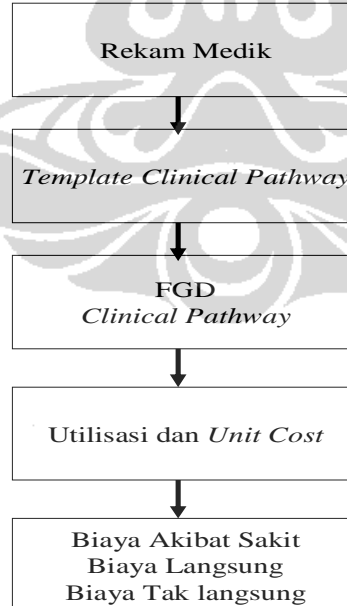 Rekam Medik
Template Clinical Pathway
FGD
Clinical Pathway
Utilisasi dan Unit Cost
Biaya Akibat Sakit
Biaya Langsung
Biaya Tak langsung